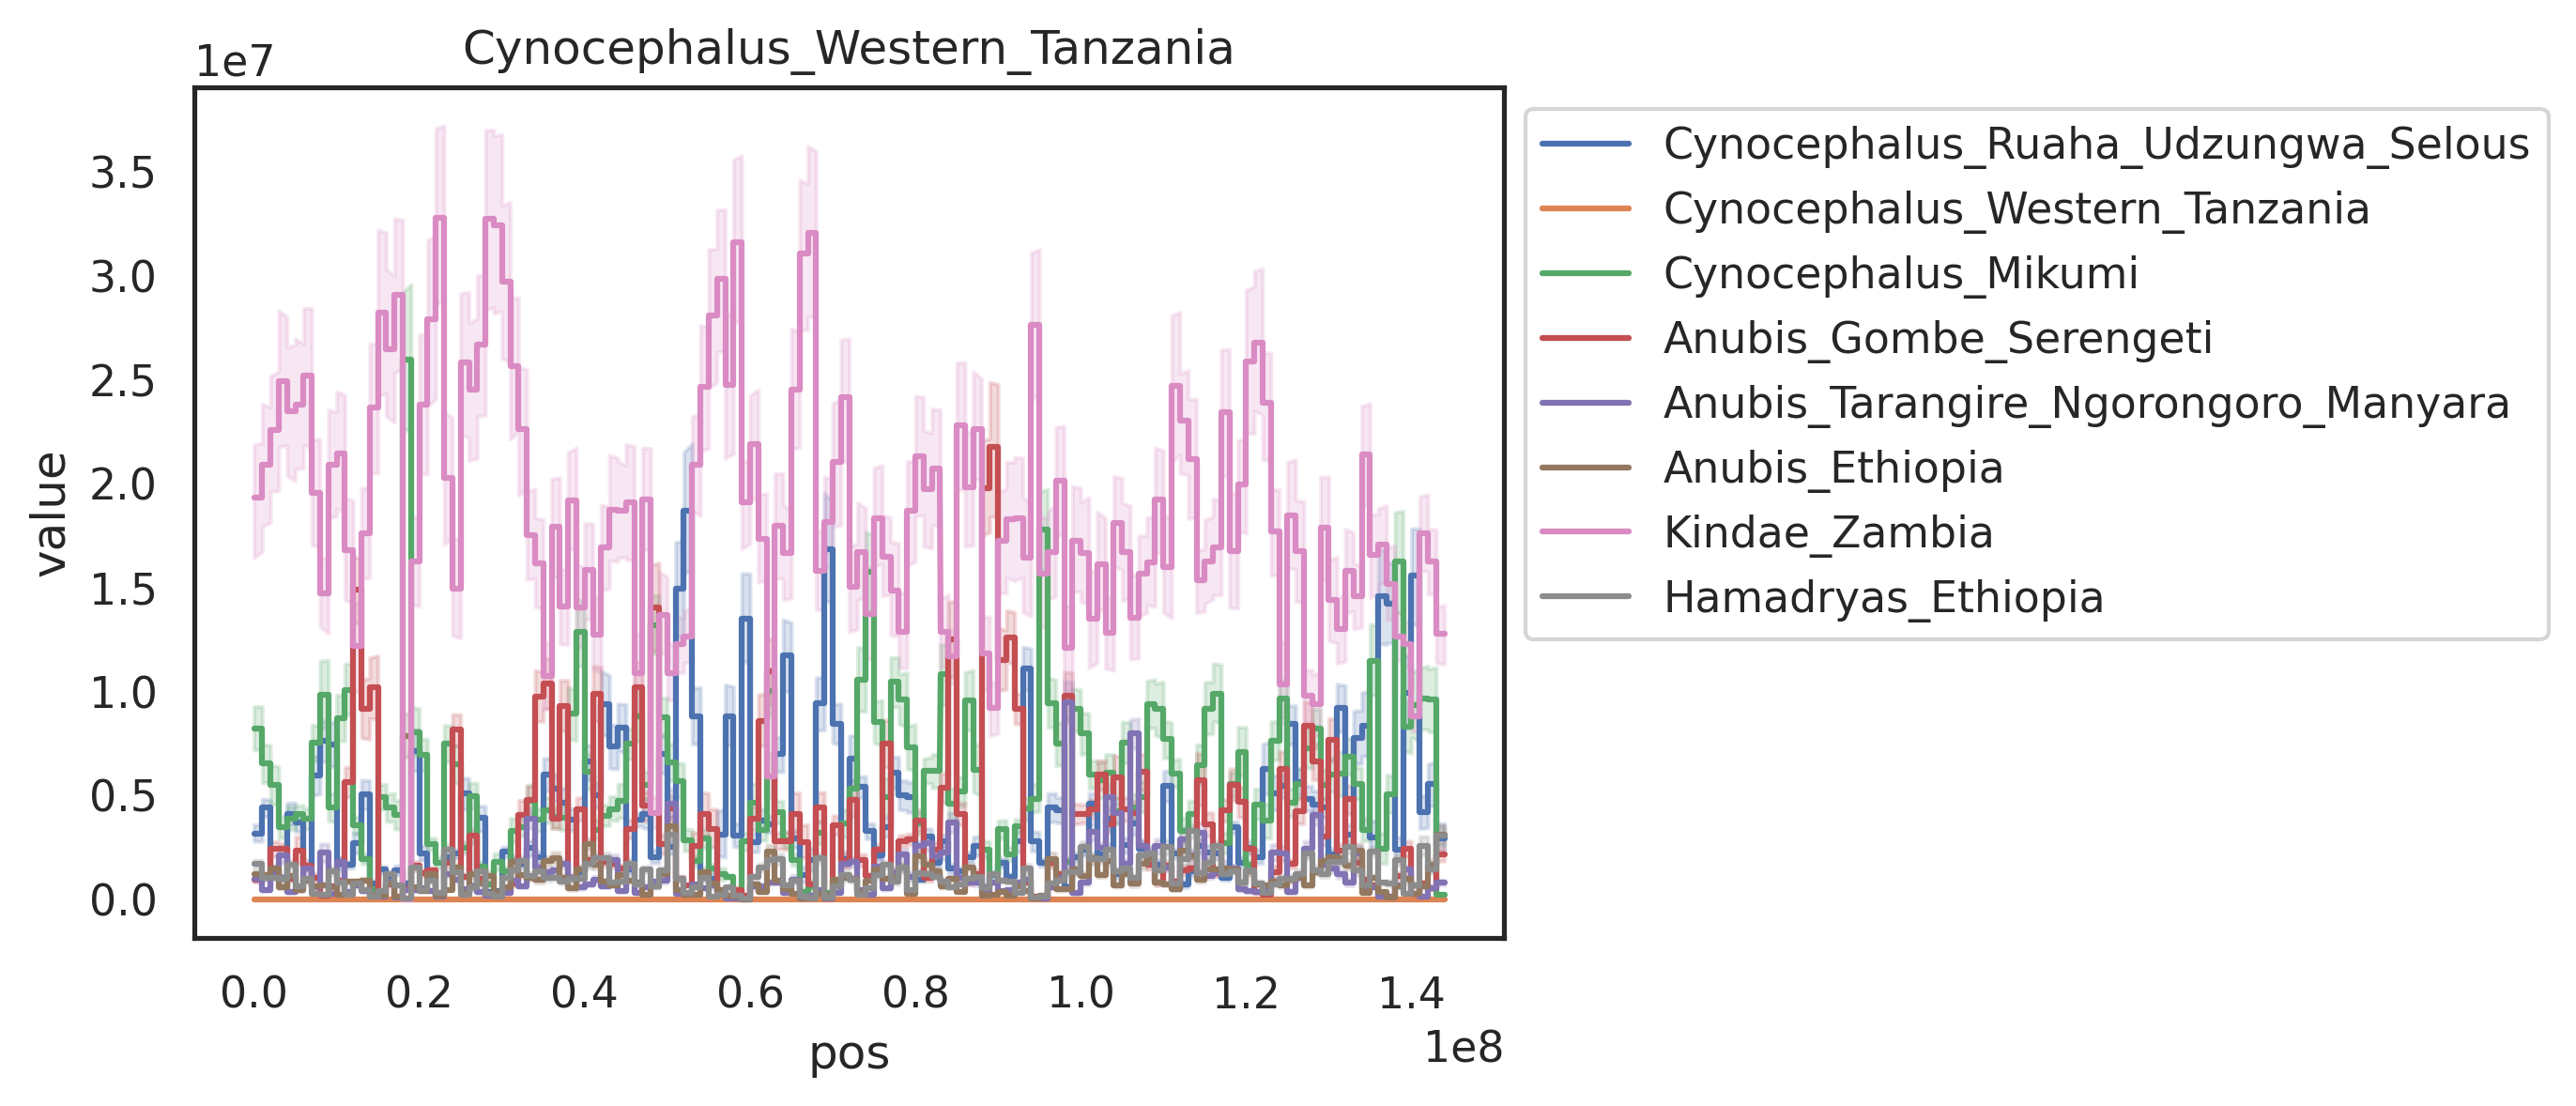 Cynocephalus_Western_Tanzania
1e7
3.5
3.0
2.5
2.0
1.5
1.0
0.5
0.0
value
0.0 0.2 0.4 0.6 0.8 1.0 1.2 1.4
1e8
pos
Cynocephalus_Ruaha_Udzungwa_Selous
Cynocephalus_Western_Tanzania
Cynocephalus_Mikumi
Anubis_Gombe_Serengeti
Anubis_Tarangire_Ngorongoro_Manyara
Anubis_Ethiopia
Kindae_Zambia
Hamadryas_Ethiopia